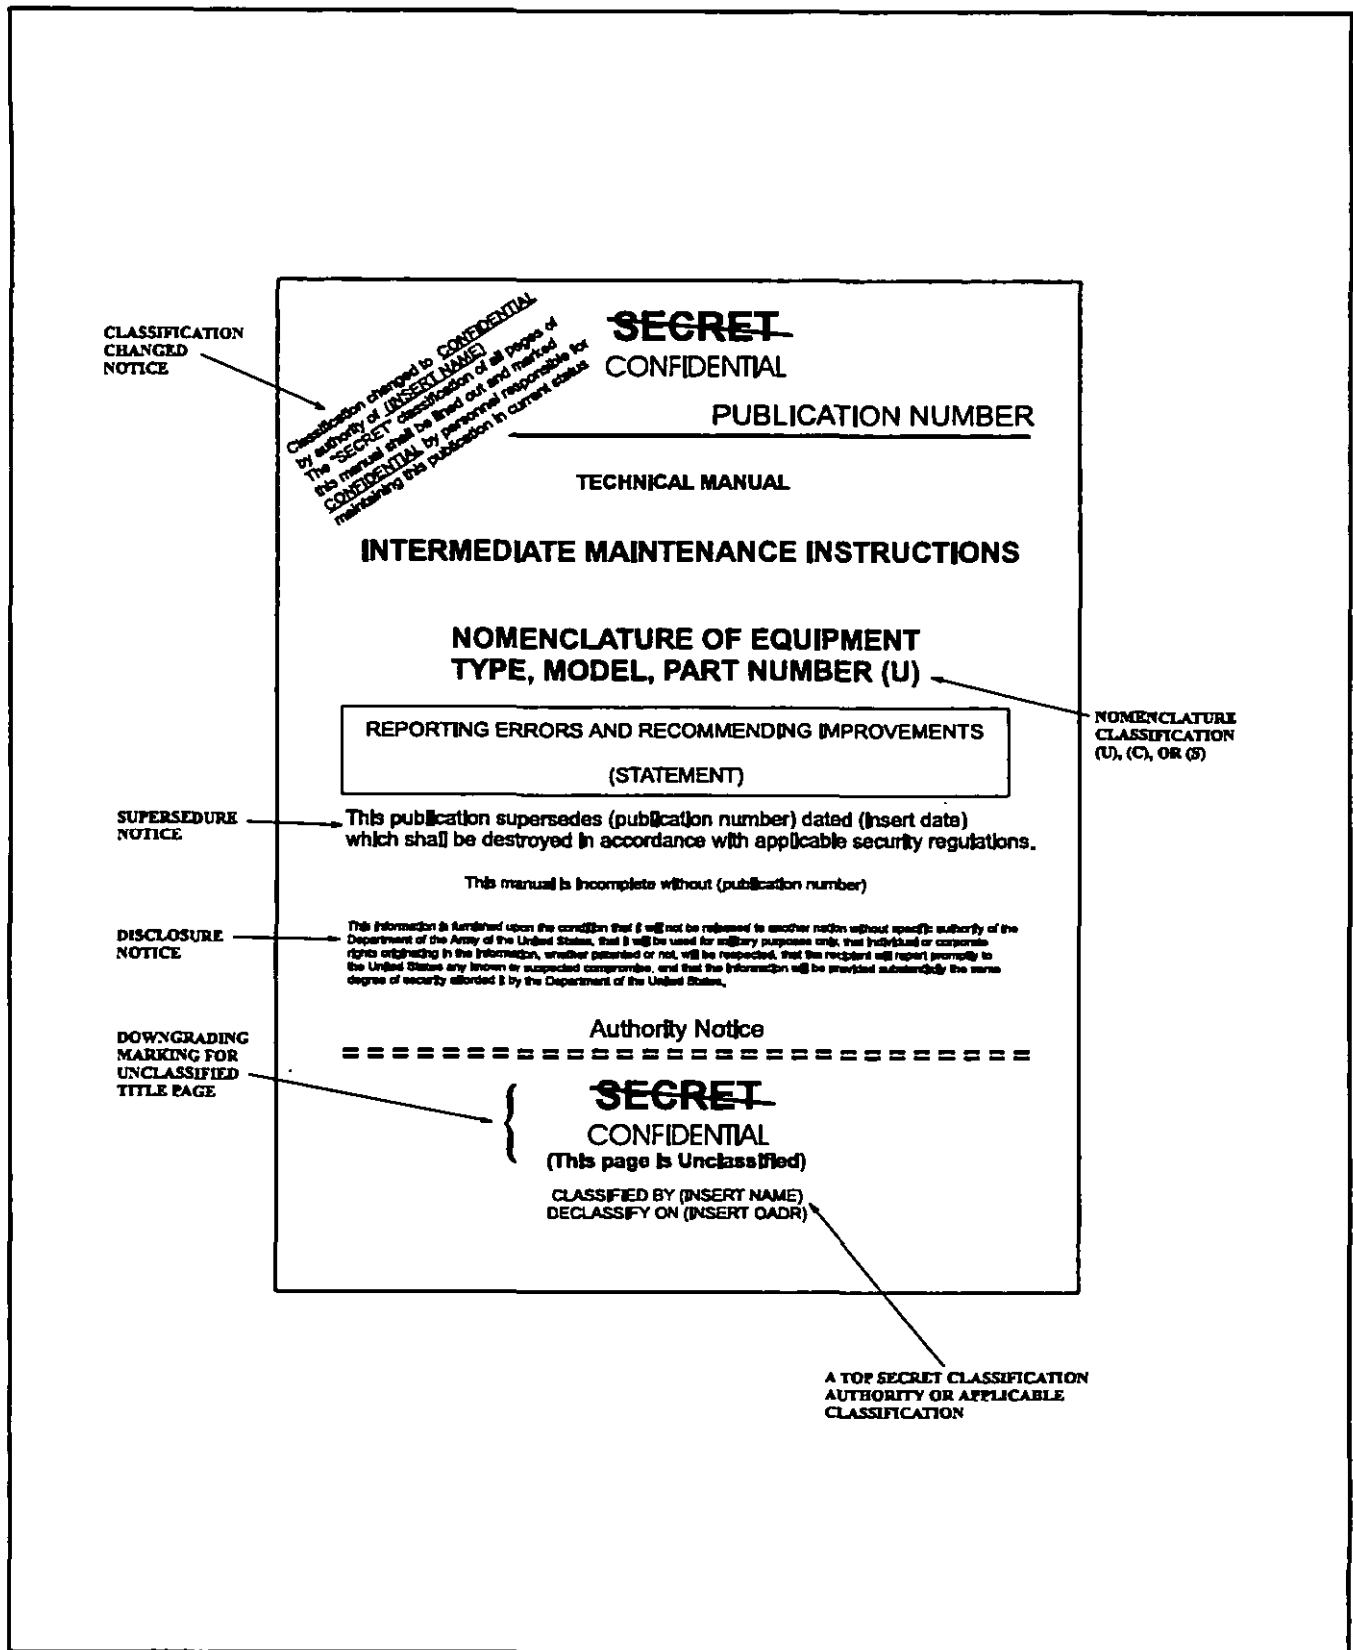 CLASSIFICATION
CHANGED
NOTICE
Classification changed to CONFIDENTIAL
by authority of (INSERT NAME)
The "SECRET" classification of all pages of
this manual shall be lined out and marked
CONFIDENTIAL by personnel responsible for
maintaining this publication in current status
SECRET
CONFIDENTIAL
PUBLICATION NUMBER
TECHNICAL MANUAL
INTERMEDIATE MAINTENANCE INSTRUCTIONS
NOMENCLATURE OF EQUIPMENT
TYPE, MODEL, PART NUMBER (U)
NOMENCLATURE
CLASSIFICATION
(U), (C), OR (S)
REPORTING ERRORS AND RECOMMENDING IMPROVEMENTS
(STATEMENT)
SUPERSEDURE
NOTICE
This publication supersedes (publication number) dated (insert date)
which shall be destroyed in accordance with applicable security regulations.
This manual is incomplete without (publication number)
DISCLOSURE
NOTICE
This information is furnished upon the condition that it will not be released to another nation without specific authority of the
Department of the Army of the United States, that it will be used for military purposes only, that individual or corporate
rights originating in the information, whether patented or not, will be respected, that the recipient will report promptly to
the United States any known or suspected compromise, and that the information will be provided substantially the same
degree of security afforded it by the Department of the United States.
Authority Notice
DOWNGRADING
MARKING FOR
UNCLASSIFIED
TITLE PAGE
SECRET
CONFIDENTIAL
(This page is Unclassified)
CLASSIFIED BY (INSERT NAME)
DECLASSIFY ON (INSERT OADR)
A TOP SECRET CLASSIFICATION
AUTHORITY OR APPLICABLE
CLASSIFICATION